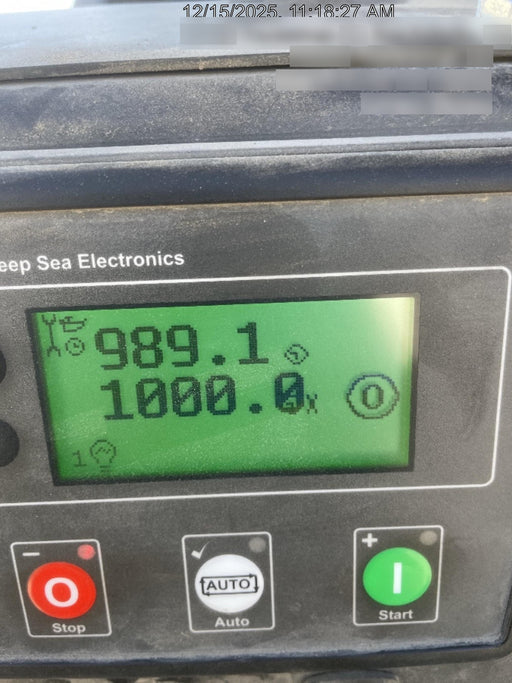 12/15/2025, 11:18:27 AM
eep Sea Electronics
989.1
1000.0x
0
1
− ✓ +
O AUTO I
Stop Auto Start